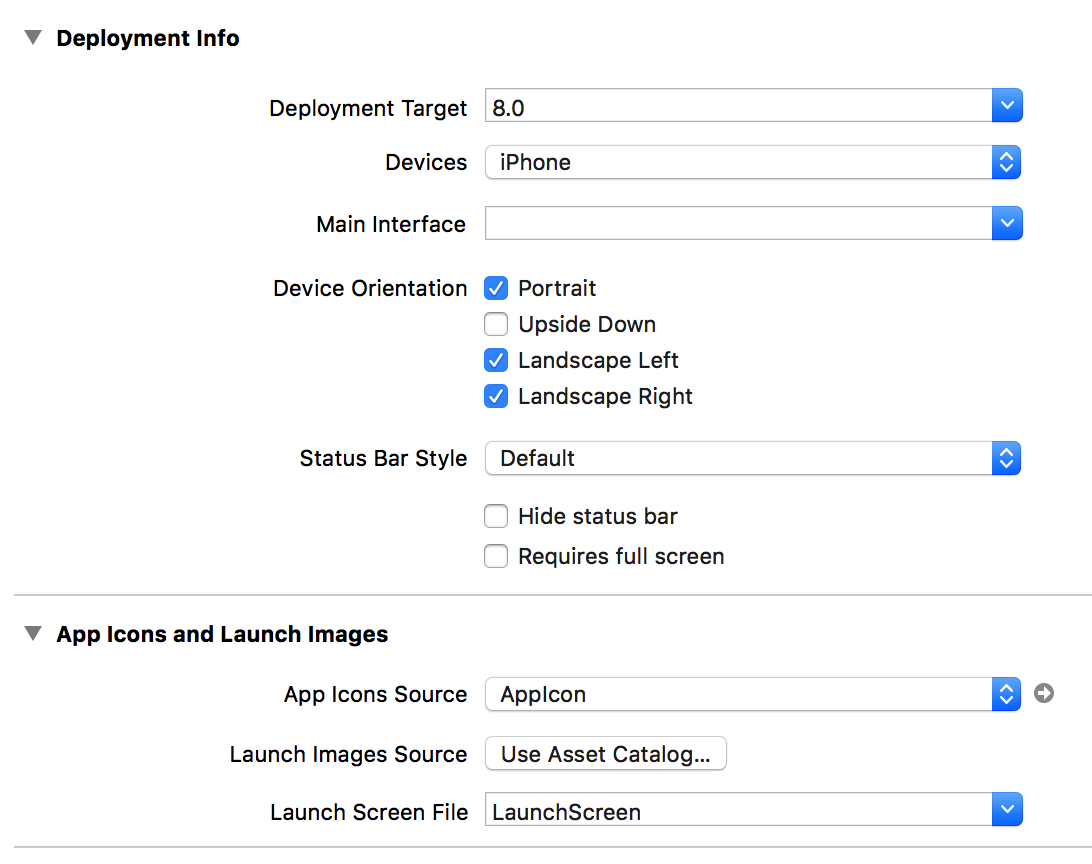 Deployment Info
Deployment Target 8.0
Devices iPhone
Main Interface
Device Orientation Portrait
Upside Down
Landscape Left
Landscape Right
Status Bar Style Default
Hide status bar
Requires full screen
App Icons and Launch Images
App Icons Source AppIcon
Launch Images Source Use Asset Catalog...
Launch Screen File LaunchScreen